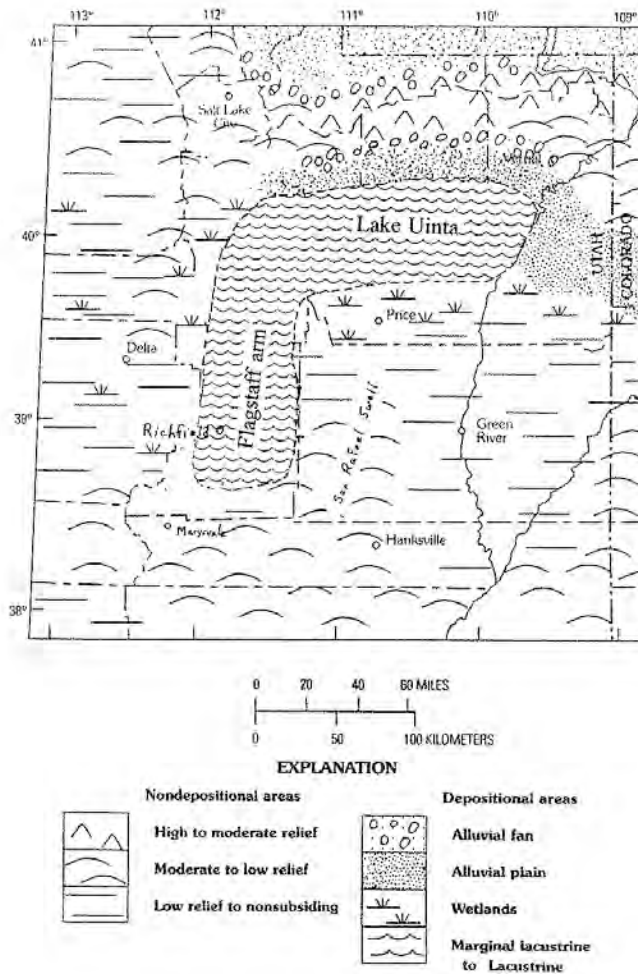 113° 112° 111° 110° 109°
41°
Salt Lake
City
Lake Uinta
40°
UTAH
COLORADO
Price
Delta
Flagstaff arm
39°
Richfield
San Rafael Swell
Green
River
Marysvale
Hanksville
38°
0 20 40 60 MILES
0 50 100 KILOMETERS
EXPLANATION
Nondepositional areas
High to moderate relief
Moderate to low relief
Low relief to nonsubsiding
Depositional areas
Alluvial fan
Alluvial plain
Wetlands
Marginal lacustrine
to Lacustrine